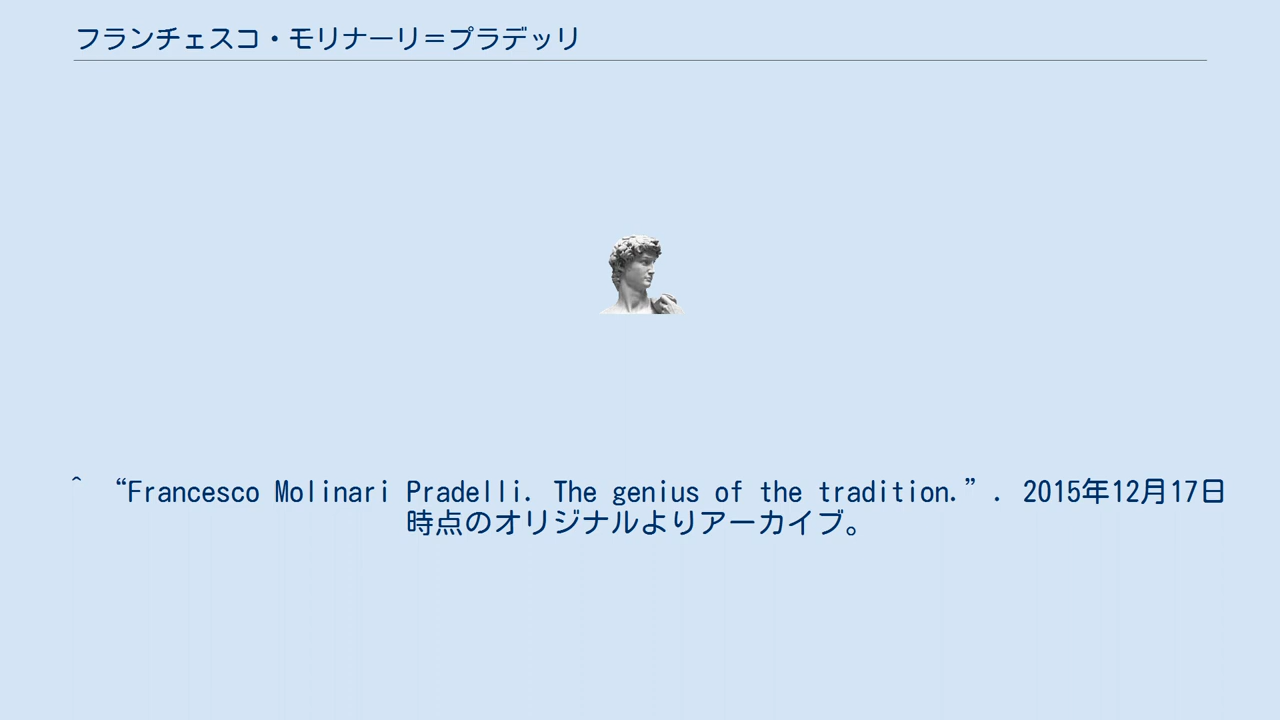 フランチェスコ・モリナーリ＝プラデッリ
^ “Francesco Molinari Pradelli. The genius of the tradition.”. 2015年12月17日
時点のオリジナルよりアーカイブ。